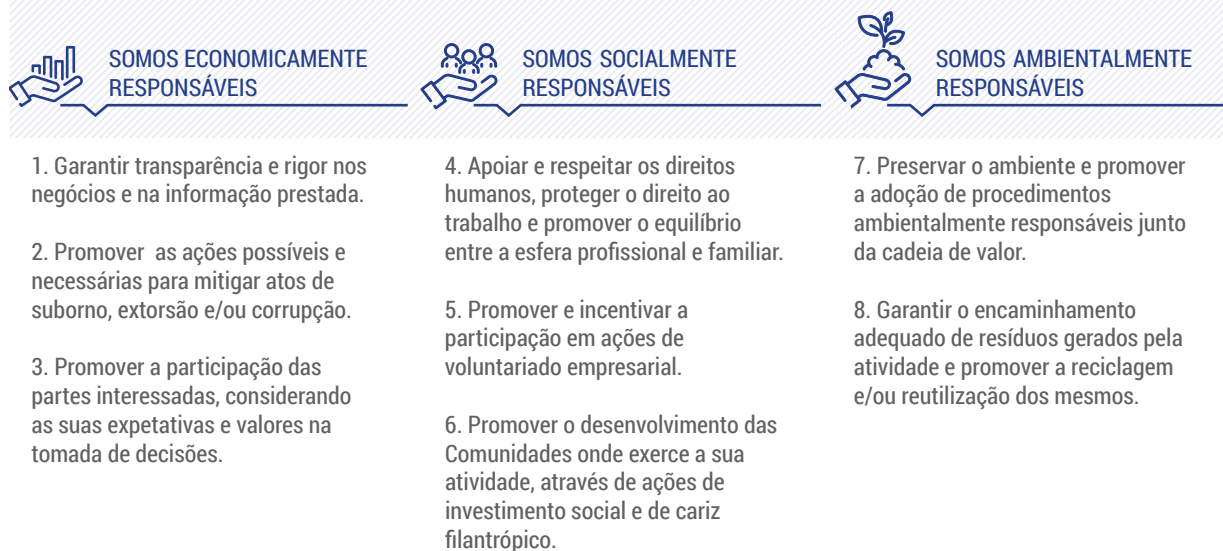 SOMOS ECONOMICAMENTE
RESPONSÁVEIS
1. Garantir transparência e rigor nos
negócios e na informação prestada.
2. Promover  as ações possíveis e
necessárias para mitigar atos de
suborno, extorsão e/ou corrupção.
3. Promover a participação das
partes interessadas, considerando
as suas expetativas e valores na
tomada de decisões.
SOMOS SOCIALMENTE
RESPONSÁVEIS
4. Apoiar e respeitar os direitos
humanos, proteger o direito ao
trabalho e promover o equilíbrio
entre a esfera profissional e familiar.
5. Promover e incentivar a
participação em ações de
voluntariado empresarial.
6. Promover o desenvolvimento das
Comunidades onde exerce a sua
atividade, através de ações de
investimento social e de cariz
filantrópico.
SOMOS AMBIENTALMENTE
RESPONSÁVEIS
7. Preservar o ambiente e promover
a adoção de procedimentos
ambientalmente responsáveis junto
da cadeia de valor.
8. Garantir o encaminhamento
adequado de resíduos gerados pela
atividade e promover a reciclagem
e/ou reutilização dos mesmos.